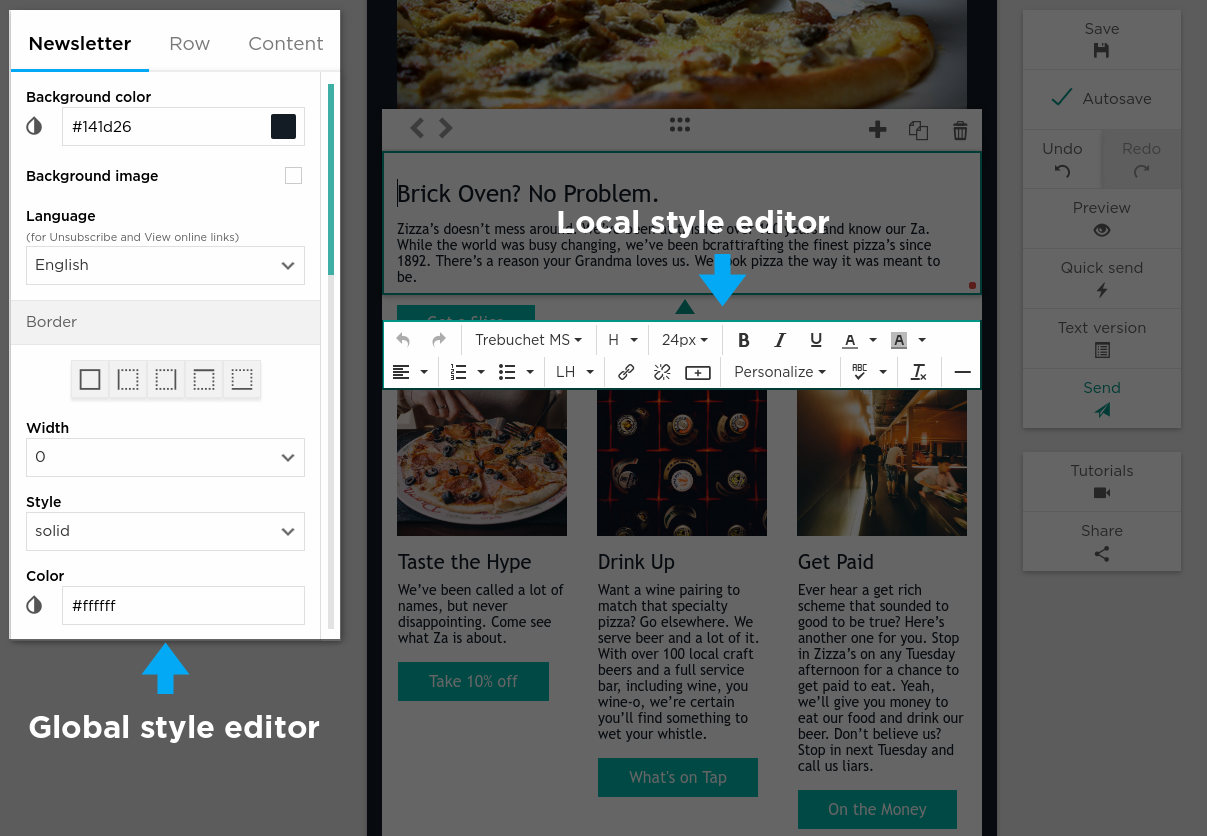 Newsletter Row Content
Background color
#141d26
Background image
Language
(for Unsubscribe and View online links)
English
Border
Width
0
Style
solid
Color
#ffffff
Global style editor
Brick Oven? No Problem.
Local style editor
Zizza's doesn't mess around. and know our Za.
While the world was busy changing, we've been bcraftirafting the finest pizza's since
1892. There's a reason your Grandma loves us. We cook pizza the way it was meant to
be.
Trebuchet MS H 24px B I U A A
LH Personalize ABC
Taste the Hype
We've been called a lot of
names, but never
disappointing. Come see
what Za is about.
Take 10% off
Drink Up
Want a wine pairing to
match that specialty
pizza? Go elsewhere. We
serve beer and a lot of it.
With over 100 local craft
beers and a full service
bar, including wine, you
wine-o, we're certain
you'll find something to
wet your whistle.
What's on Tap
Get Paid
Ever hear a get rich
scheme that sounded to
good to be true? Here's
another one for you. Stop
in Zizza's on any Tuesday
afternoon for a chance to
get paid to eat. Yeah,
we'll give you money to
eat our food and drink our
beer. Don't believe us?
Stop in next Tuesday and
call us liars.
On the Money
Save
Autosave
Undo Redo
Preview
Quick send
Text version
Send
Tutorials
Share